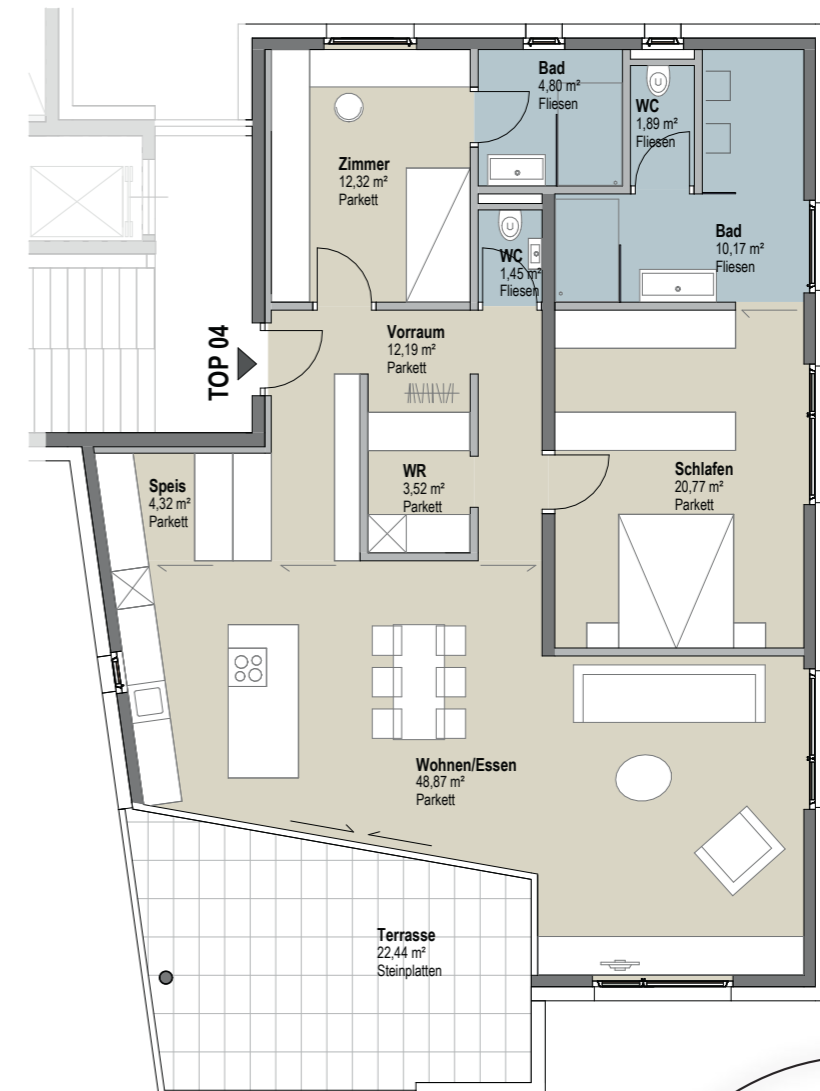 Bad
4,80 m²
Fliesen
WC
1,89 m²
Fliesen
Zimmer
12,32 m²
Parkett
WC
1,45 m²
Fliesen
Bad
10,17 m²
Fliesen
TOP 04
Vorraum
12,19 m²
Parkett
Speis
4,32 m²
Parkett
WR
3,52 m²
Parkett
Schlafen
20,77 m²
Parkett
Wohnen/Essen
48,87 m²
Parkett
Terrasse
22,44 m²
Steinplatten